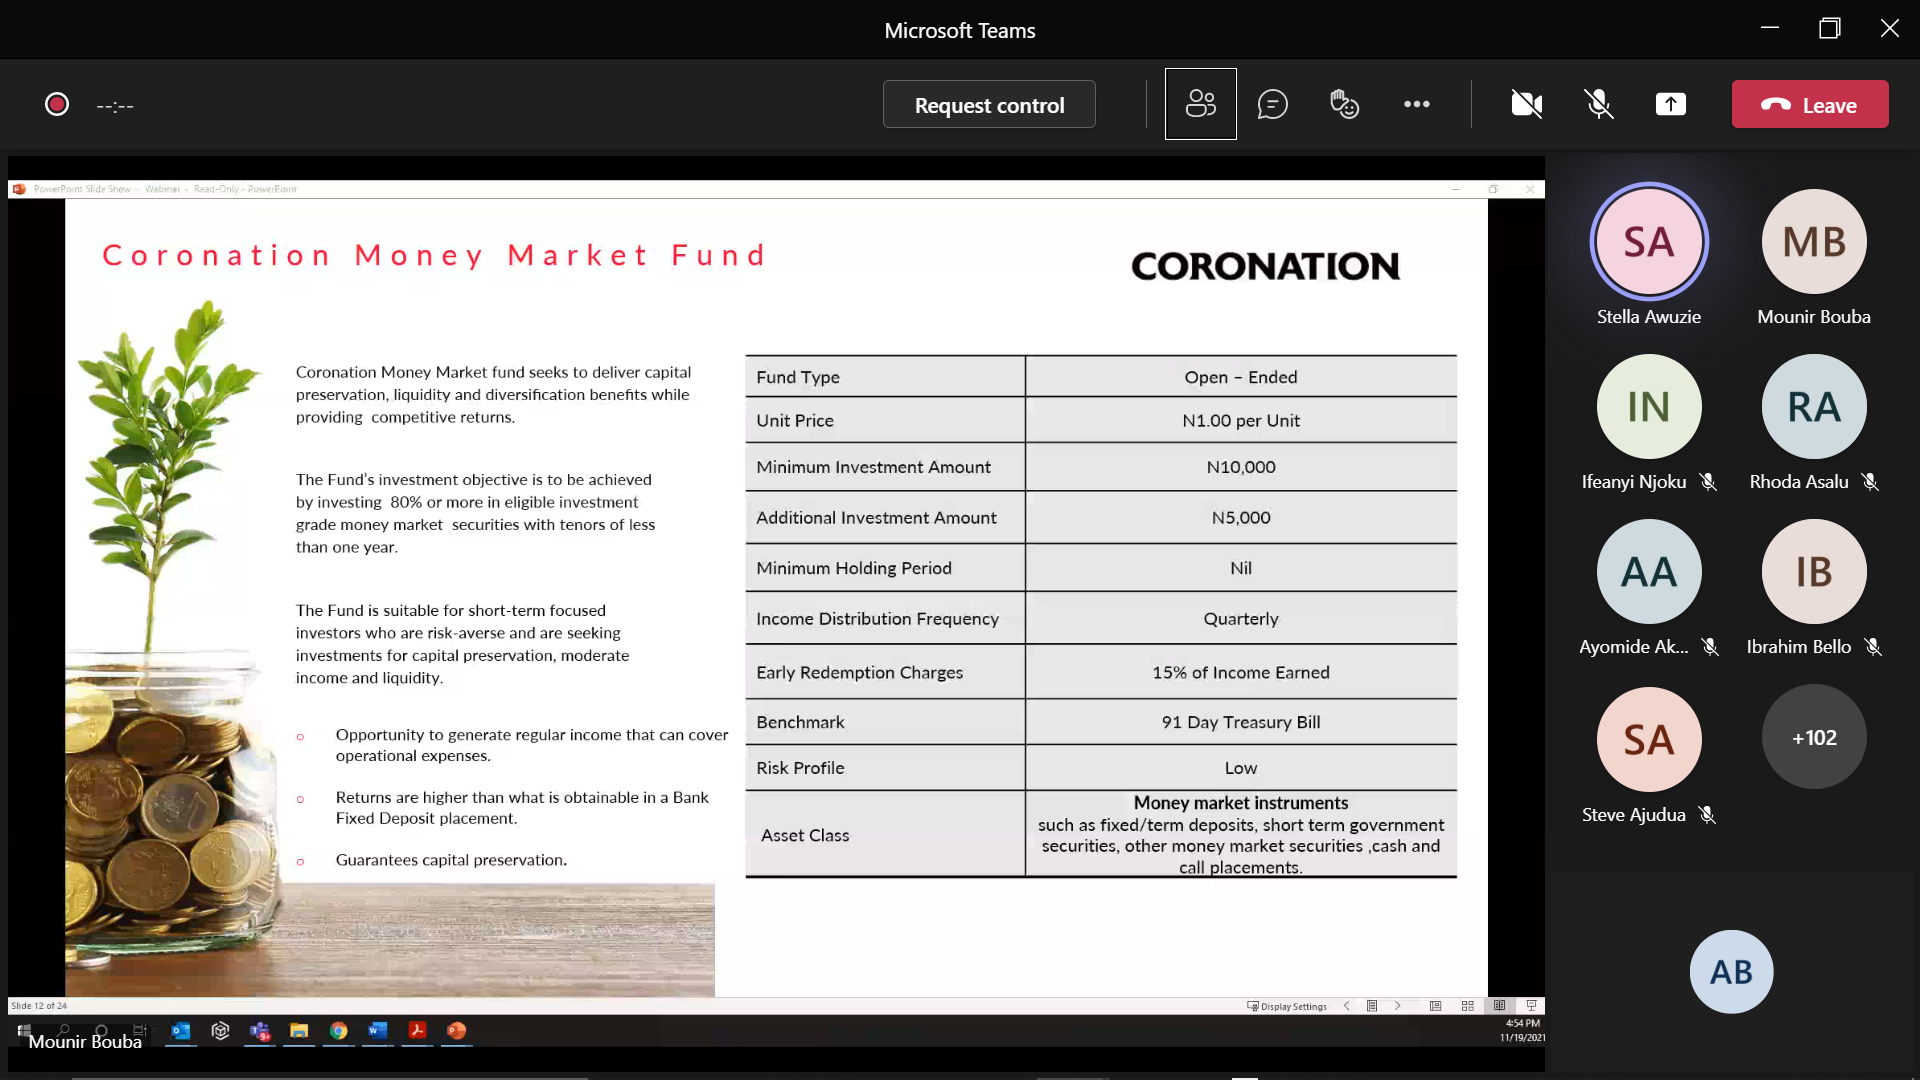 Microsoft Teams
--:--
Request control
Leave
PowerPoint Slide Show - Webinar - Read-Only - PowerPoint
Coronation Money Market Fund
CORONATION
Coronation Money Market fund seeks to deliver capital
preservation, liquidity and diversification benefits while
providing competitive returns.
The Fund's investment objective is to be achieved
by investing 80% or more in eligible investment
grade money market securities with tenors of less
than one year.
The Fund is suitable for short-term focused
investors who are risk-averse and are seeking
investments for capital preservation, moderate
income and liquidity.
Opportunity to generate regular income that can cover
operational expenses.
Returns are higher than what is obtainable in a Bank
Fixed Deposit placement.
Guarantees capital preservation.
Fund Type Open – Ended
Unit Price N1.00 per Unit
Minimum Investment Amount N10,000
Additional Investment Amount N5,000
Minimum Holding Period Nil
Income Distribution Frequency Quarterly
Early Redemption Charges 15% of Income Earned
Benchmark 91 Day Treasury Bill
Risk Profile Low
Asset Class
Money market instruments
such as fixed/term deposits, short term government
securities, other money market securities ,cash and
call placements.
Slide 12 of 24
Display Settings
4:54 PM
11/19/2021
Mounir Bouba
SA
Stella Awuzie
MB
Mounir Bouba
IN
Ifeanyi Njoku
RA
Rhoda Asalu
AA
Ayomide Ak...
IB
Ibrahim Bello
SA
Steve Ajudua
+102
AB